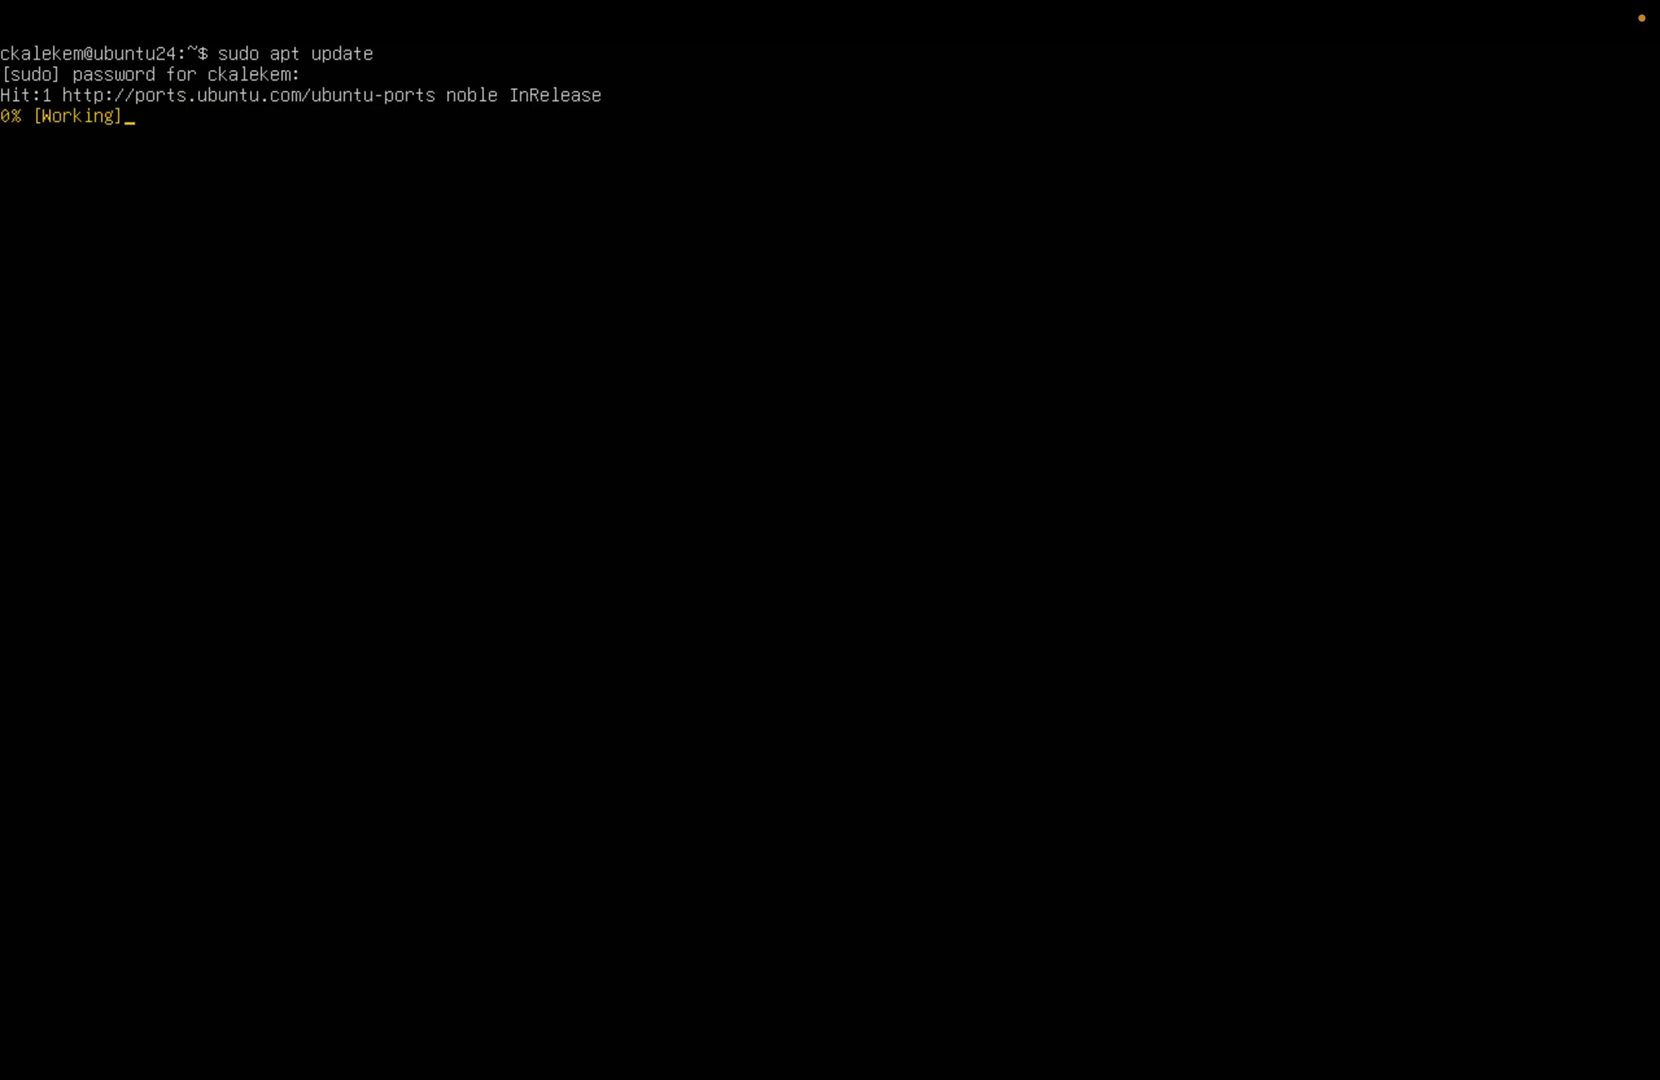 ckalekem@ubuntu24:~$ sudo apt update
[sudo] password for ckalekem:
Hit:1 http://ports.ubuntu.com/ubuntu-ports noble InRelease
0% [Working]_